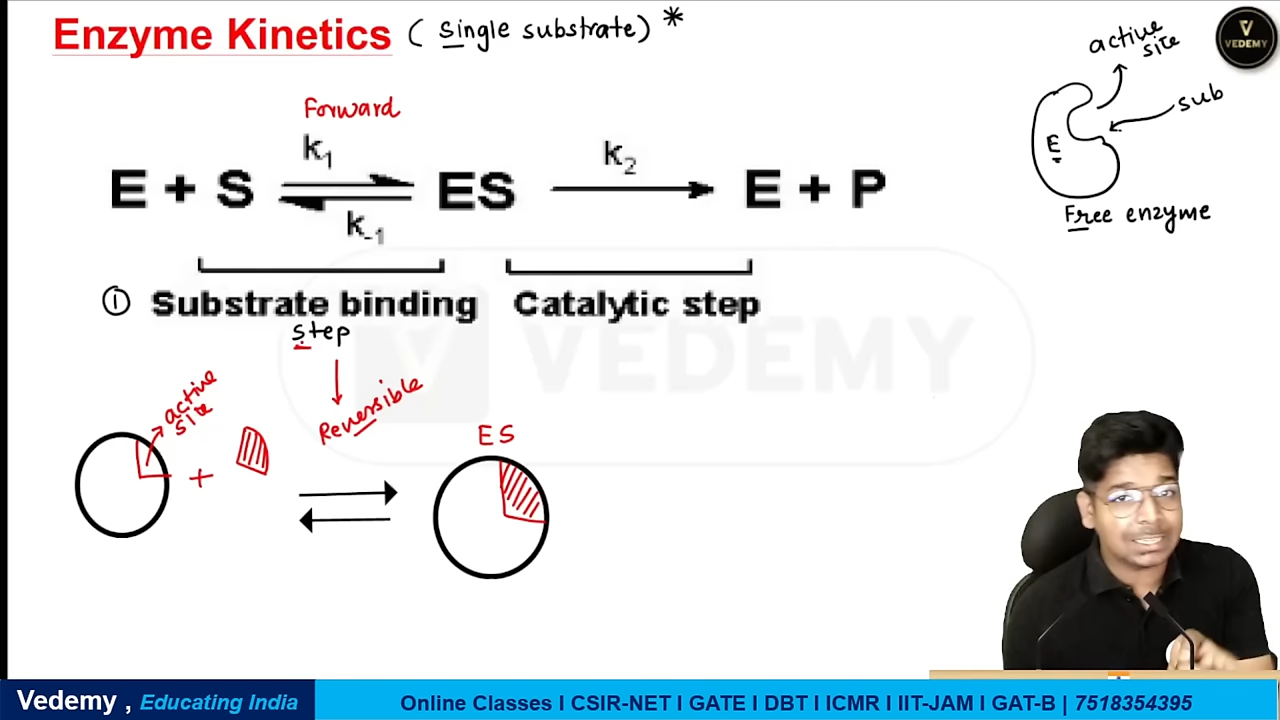 Enzyme Kinetics ( Single substrate) *
active
site
VEDEMY
sub
E
Free enzyme
Forward
k1
E + S ES k2 E + P
k-1
① Substrate binding Catalytic step
step
VEDEMY
Reversible
active
site
+
ES
Vedemy , Educating India
Online Classes I CSIR-NET I GATE I DBT I ICMR I IIT-JAM I GAT-B | 7518354395